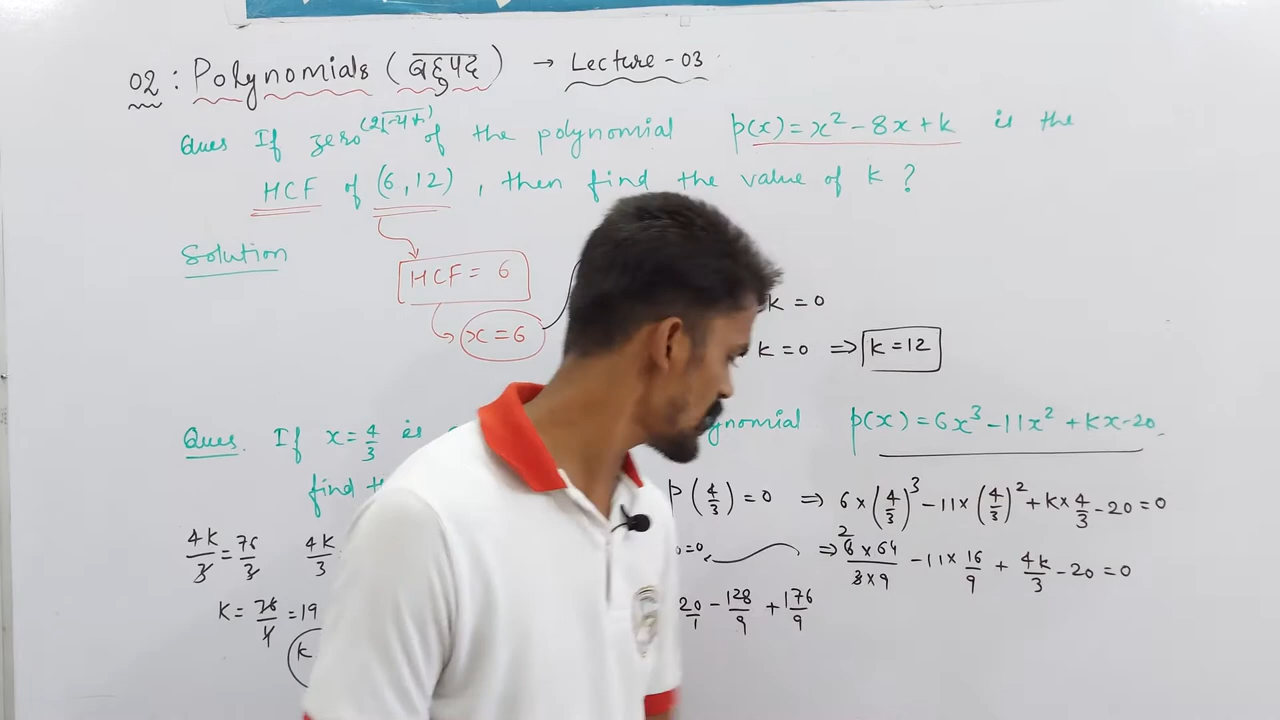 02 : Polynomials (बहुपद) → Lecture - 03
Ques If zero (शून्यक) of the polynomial p(x) = x² - 8x + k is the
HCF of (6, 12), then find the value of k ?
Solution
HCF = 6
x = 6
k = 0
k = 0 ⇒ k = 12
Ques. If x = 4/3 is p(x) = 6x³ - 11x² + kx - 20
find
P(4/3) = 0 ⇒ 6 × (4/3)³ - 11 × (4/3)² + k × 4/3 - 20 = 0
=0 ⇒ 2 6 × 64 / 3 × 9 - 11 × 16/9 + 4k/3 - 20 = 0
4k/3 = 76/3 4k/3 20/1 - 128/9 + 176/9
K = 76/4 = 19
k